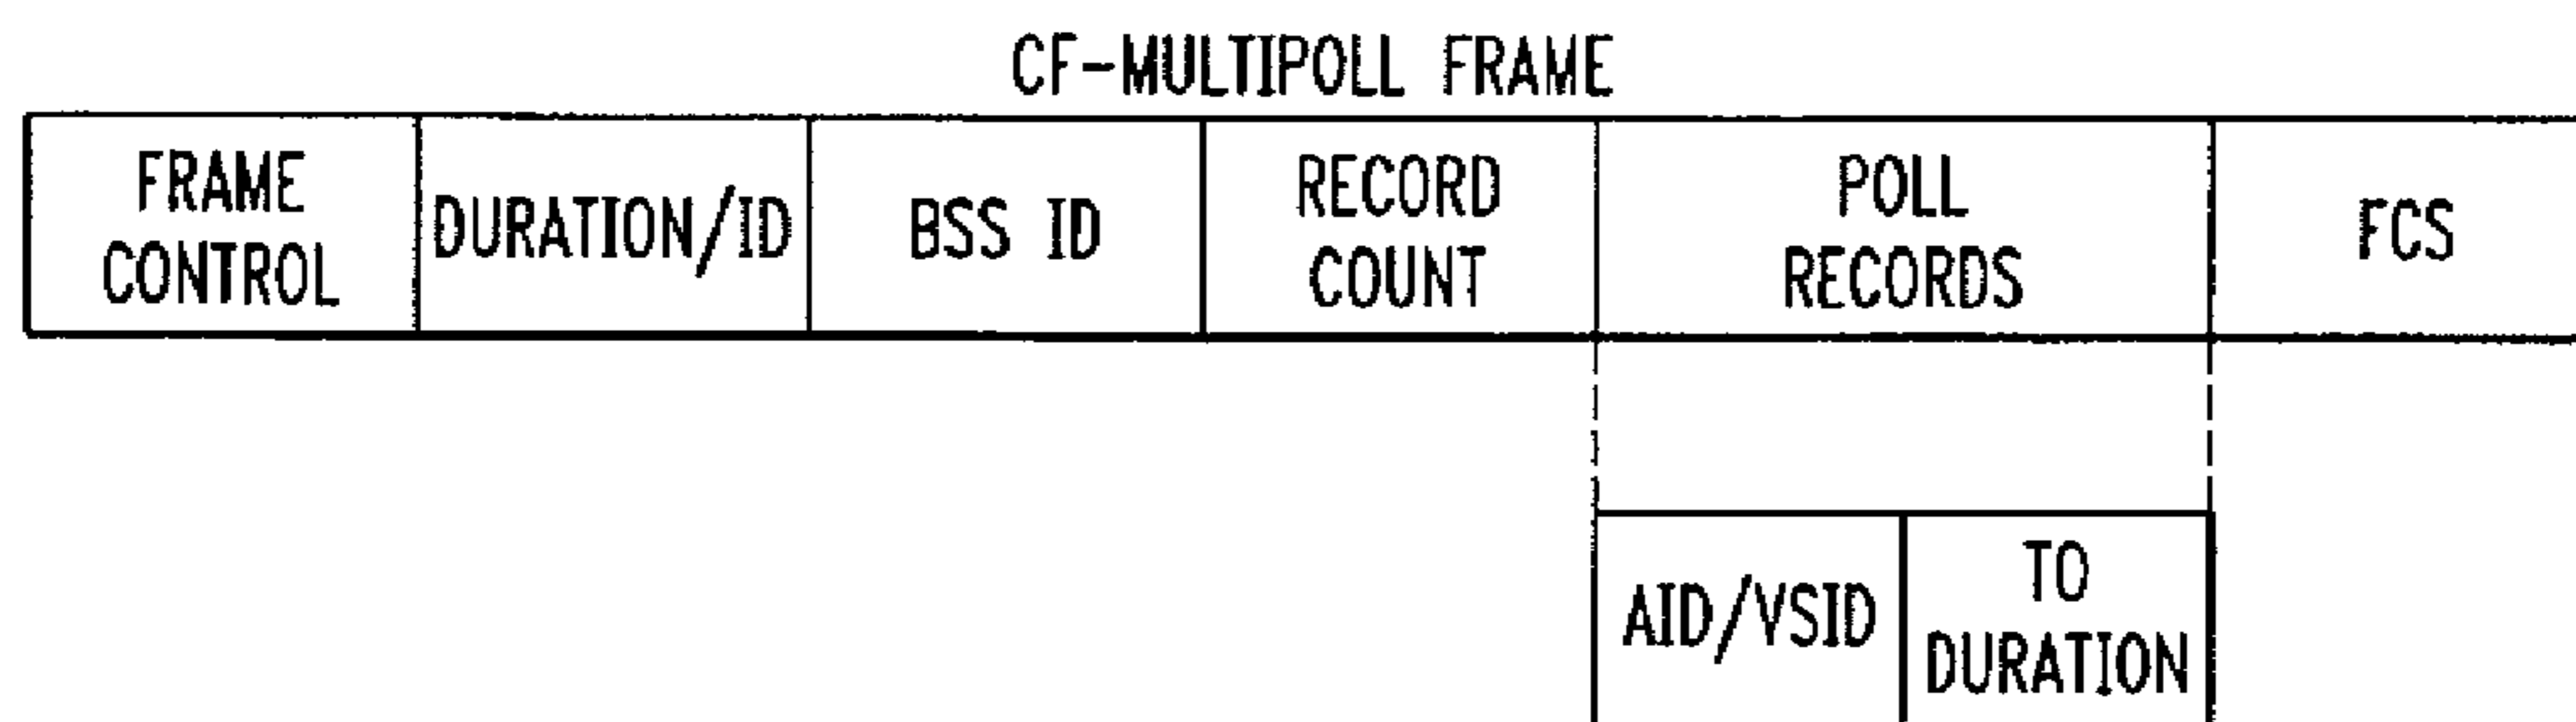 CF-MULTIPOLL FRAME
FRAME
CONTROL
DURATION/ID
BSS ID
RECORD
COUNT
POLL
RECORDS
FCS
AID/VSID
TO
DURATION